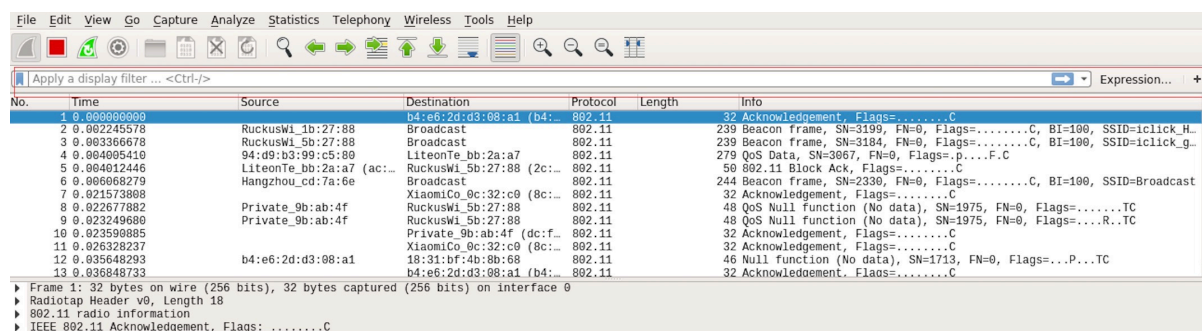 File Edit View Go Capture Analyze Statistics Telephony Wireless Tools Help
Apply a display filter ... <Ctrl-/> Expression... +
No. Time Source Destination Protocol Length Info
1 0.000000000 b4:e6:2d:d3:08:a1 (b4:… 802.11 32 Acknowledgement, Flags=........C
2 0.002245578 RuckusWi_1b:27:88 Broadcast 802.11 239 Beacon frame, SN=3199, FN=0, Flags=........C, BI=100, SSID=iclick_H…
3 0.003366678 RuckusWi_5b:27:88 Broadcast 802.11 239 Beacon frame, SN=3184, FN=0, Flags=........C, BI=100, SSID=iclick_g…
4 0.004005410 94:d9:b3:99:c5:80 LiteonTe_bb:2a:a7 802.11 279 QoS Data, SN=3067, FN=0, Flags=.p....F.C
5 0.004012446 LiteonTe_bb:2a:a7 (ac:… RuckusWi_5b:27:88 (2c:… 802.11 50 802.11 Block Ack, Flags=........C
6 0.006068279 Hangzhou_cd:7a:6e Broadcast 802.11 244 Beacon frame, SN=2330, FN=0, Flags=........C, BI=100, SSID=Broadcast
7 0.021573808 XiaomiCo_0c:32:c0 (8c:… 802.11 32 Acknowledgement, Flags=........C
8 0.022677882 Private_9b:ab:4f RuckusWi_5b:27:88 802.11 48 QoS Null function (No data), SN=1975, FN=0, Flags=.......TC
9 0.023249680 Private_9b:ab:4f RuckusWi_5b:27:88 802.11 48 QoS Null function (No data), SN=1975, FN=0, Flags=....R..TC
10 0.023590885 Private_9b:ab:4f (dc:f… 802.11 32 Acknowledgement, Flags=........C
11 0.026328237 XiaomiCo_0c:32:c0 (8c:… 802.11 32 Acknowledgement, Flags=........C
12 0.035648293 b4:e6:2d:d3:08:a1 18:31:bf:4b:8b:68 802.11 46 Null function (No data), SN=1713, FN=0, Flags=...P...TC
13 0.036848733 b4:e6:2d:d3:08:a1 (b4:… 802.11 32 Acknowledgement, Flags=........C
Frame 1: 32 bytes on wire (256 bits), 32 bytes captured (256 bits) on interface 0
Radiotap Header v0, Length 18
802.11 radio information
IEEE 802.11 Acknowledgement, Flags: ........C